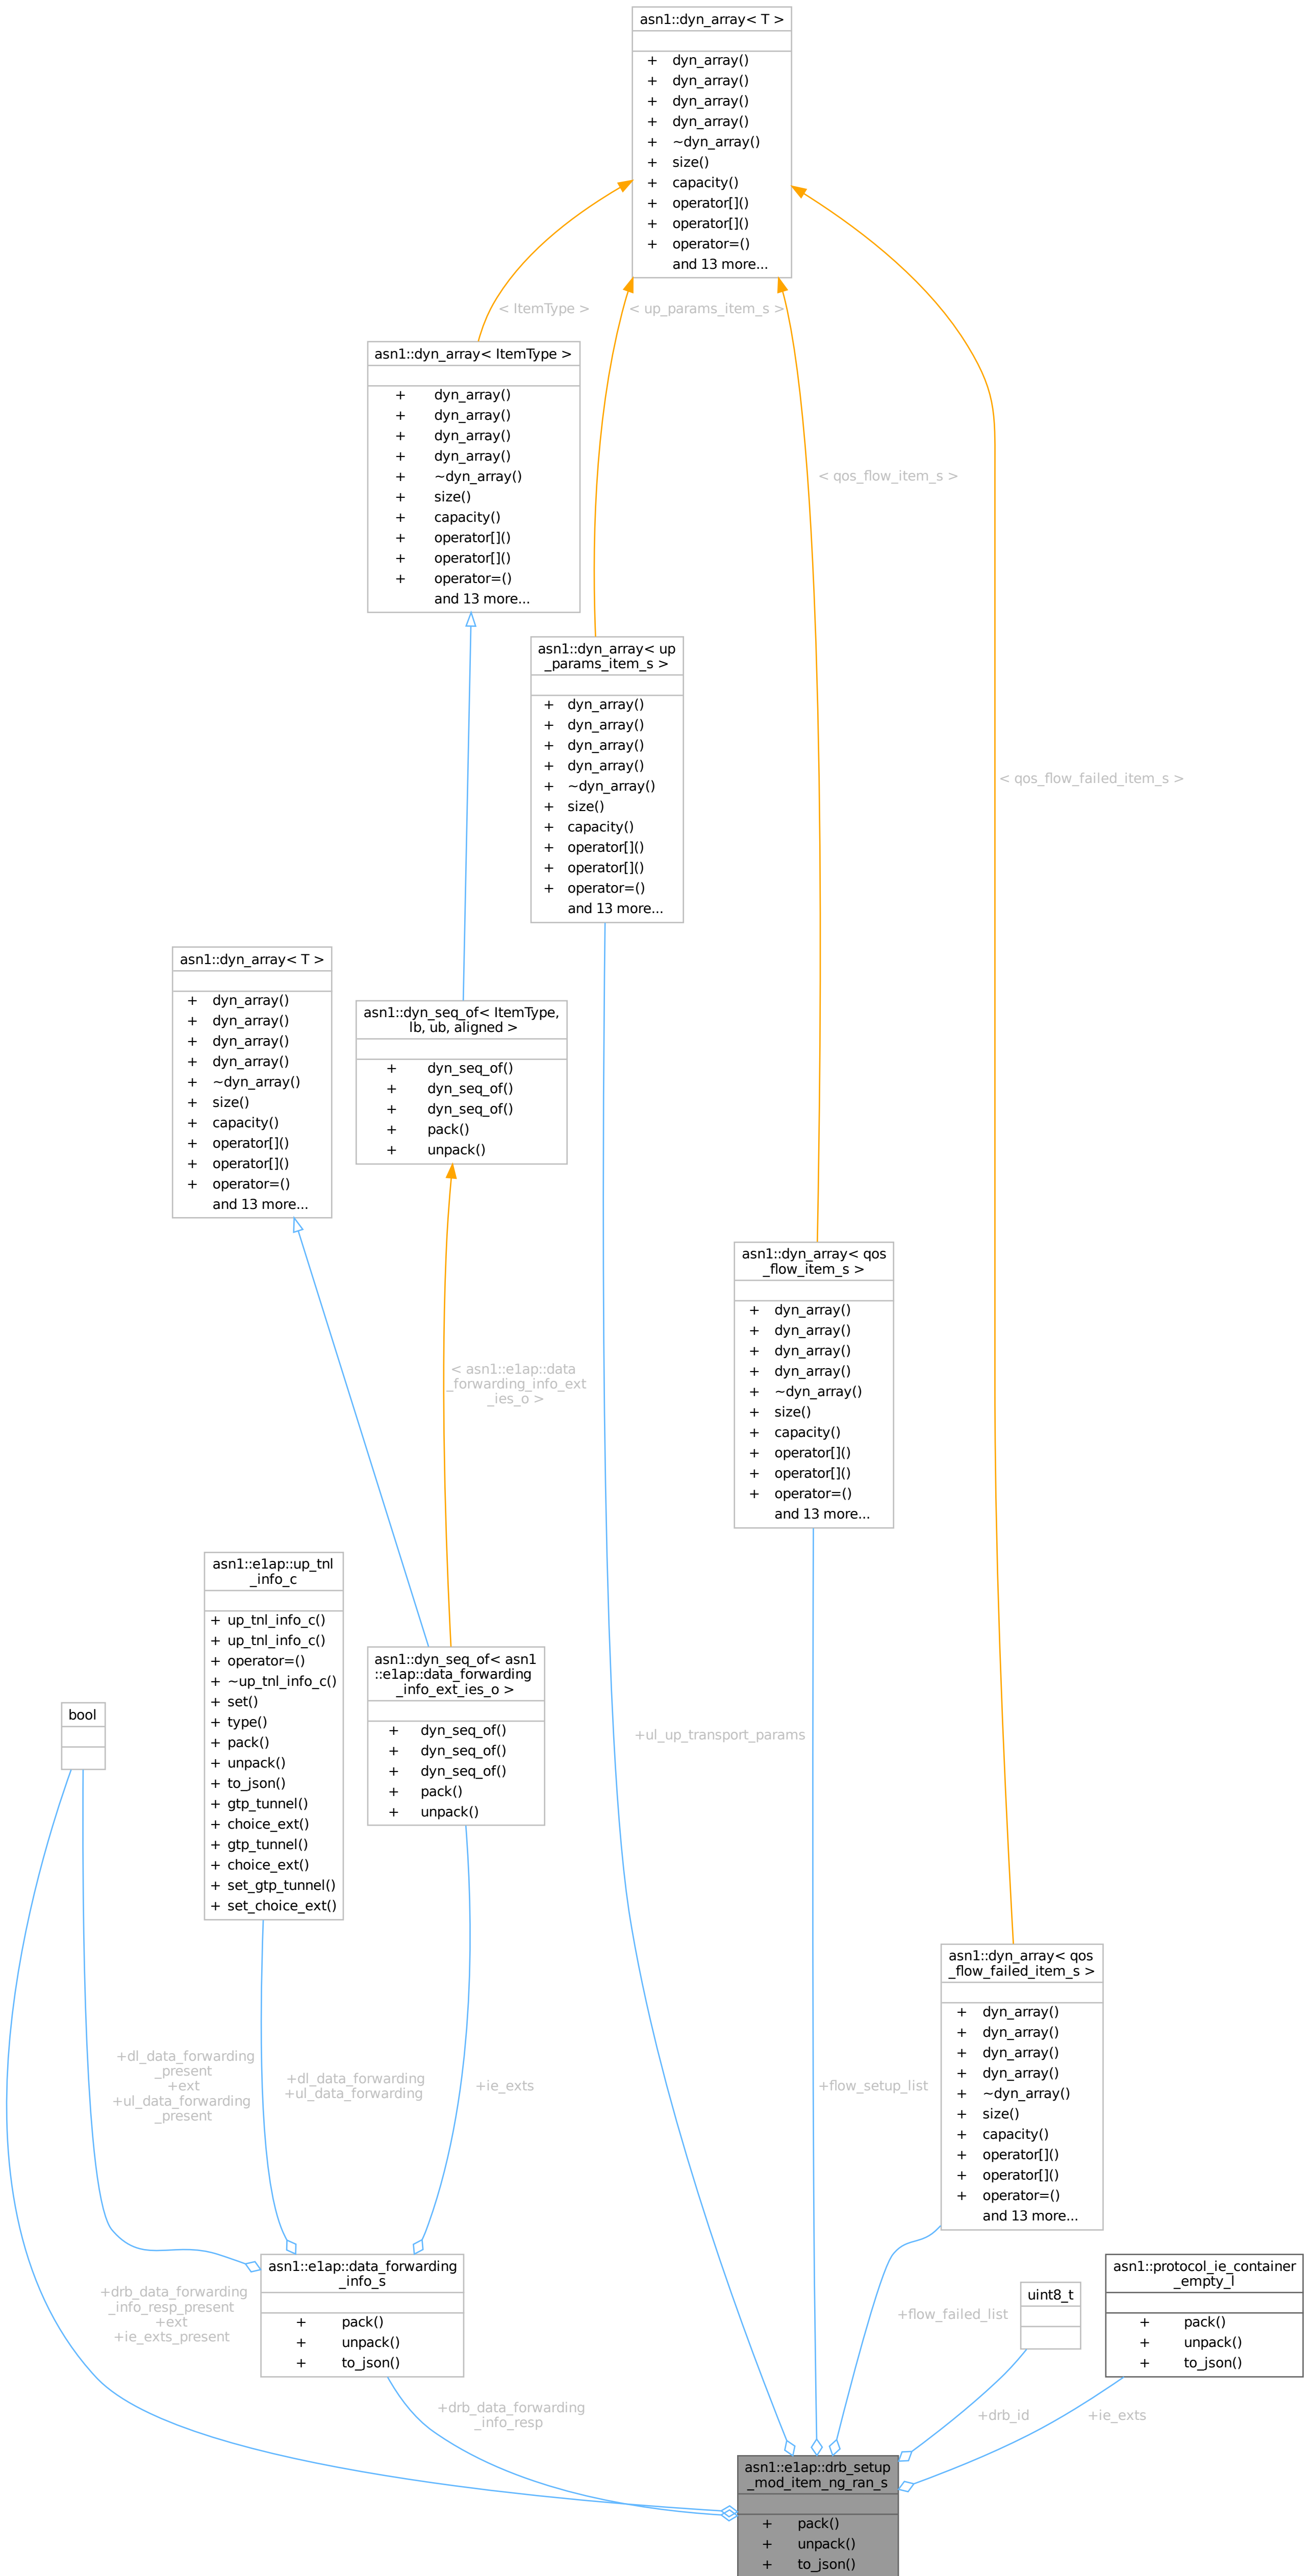 asn1::dyn_array< T >
+ dyn_array()
+ dyn_array()
+ dyn_array()
+ dyn_array()
+ ~dyn_array()
+ size()
+ capacity()
+ operator[]()
+ operator[]()
+ operator=()
and 13 more...
< ItemType >
< up_params_item_s >
asn1::dyn_array< ItemType >
+ dyn_array()
+ dyn_array()
+ dyn_array()
+ dyn_array()
+ ~dyn_array()
+ size()
+ capacity()
+ operator[]()
+ operator[]()
+ operator=()
and 13 more...
< qos_flow_item_s >
asn1::dyn_array< up
_params_item_s >
+ dyn_array()
+ dyn_array()
+ dyn_array()
+ dyn_array()
+ ~dyn_array()
+ size()
+ capacity()
+ operator[]()
+ operator[]()
+ operator=()
and 13 more...
< qos_flow_failed_item_s >
asn1::dyn_array< T >
+ dyn_array()
+ dyn_array()
+ dyn_array()
+ dyn_array()
+ ~dyn_array()
+ size()
+ capacity()
+ operator[]()
+ operator[]()
+ operator=()
and 13 more...
asn1::dyn_seq_of< ItemType,
lb, ub, aligned >
+ dyn_seq_of()
+ dyn_seq_of()
+ dyn_seq_of()
+ pack()
+ unpack()
asn1::dyn_array< qos
_flow_item_s >
+ dyn_array()
+ dyn_array()
+ dyn_array()
+ dyn_array()
+ ~dyn_array()
+ size()
+ capacity()
+ operator[]()
+ operator[]()
+ operator=()
and 13 more...
< asn1::e1ap::data
_forwarding_info_ext
_ies_o >
asn1::e1ap::up_tnl
_info_c
+ up_tnl_info_c()
+ up_tnl_info_c()
+ operator=()
+ ~up_tnl_info_c()
+ set()
+ type()
+ pack()
+ unpack()
+ to_json()
+ gtp_tunnel()
+ choice_ext()
+ gtp_tunnel()
+ choice_ext()
+ set_gtp_tunnel()
+ set_choice_ext()
asn1::dyn_seq_of< asn1
::e1ap::data_forwarding
_info_ext_ies_o >
+ dyn_seq_of()
+ dyn_seq_of()
+ dyn_seq_of()
+ pack()
+ unpack()
bool
+ul_up_transport_params
asn1::dyn_array< qos
_flow_failed_item_s >
+ dyn_array()
+ dyn_array()
+ dyn_array()
+ dyn_array()
+ ~dyn_array()
+ size()
+ capacity()
+ operator[]()
+ operator[]()
+ operator=()
and 13 more...
+dl_data_forwarding
_present
+ext
+ul_data_forwarding
_present
+dl_data_forwarding
+ul_data_forwarding
+ie_exts
+flow_setup_list
asn1::e1ap::data_forwarding
_info_s
+ pack()
+ unpack()
+ to_json()
+drb_data_forwarding
_info_resp_present
+ext
+ie_exts_present
+flow_failed_list
uint8_t
asn1::protocol_ie_container
_empty_l
+ pack()
+ unpack()
+ to_json()
+drb_data_forwarding
_info_resp
+drb_id
+ie_exts
asn1::e1ap::drb_setup
_mod_item_ng_ran_s
+ pack()
+ unpack()
+ to_json()